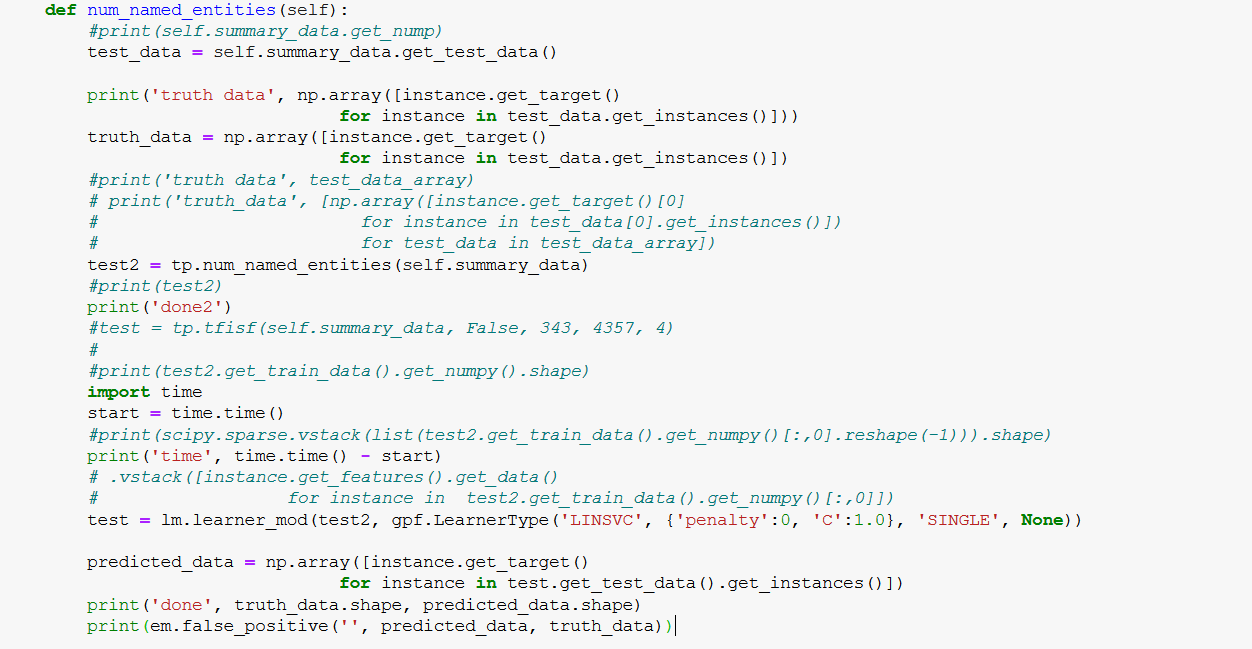 def num_named_entities(self):
#print(self.summary_data.get_nump)
test_data = self.summary_data.get_test_data()
print('truth data', np.array([instance.get_target()
for instance in test_data.get_instances()]))
truth_data = np.array([instance.get_target()
for instance in test_data.get_instances()])
#print('truth data', test_data_array)
# print('truth_data', [np.array([instance.get_target()[0]
# for instance in test_data[0].get_instances()])
# for test_data in test_data_array])
test2 = tp.num_named_entities(self.summary_data)
#print(test2)
print('done2')
#test = tp.tfisf(self.summary_data, False, 343, 4357, 4)
#
#print(test2.get_train_data().get_numpy().shape)
import time
start = time.time()
#print(scipy.sparse.vstack(list(test2.get_train_data().get_numpy()[:,0].reshape(-1))).shape)
print('time', time.time() - start)
# .vstack([instance.get_features().get_data()
# for instance in  test2.get_train_data().get_numpy()[:,0]])
test = lm.learner_mod(test2, gpf.LearnerType('LINSVC', {'penalty':0, 'C':1.0}, 'SINGLE', None))
predicted_data = np.array([instance.get_target()
for instance in test.get_test_data().get_instances()])
print('done', truth_data.shape, predicted_data.shape)
print(em.false_positive('', predicted_data, truth_data))